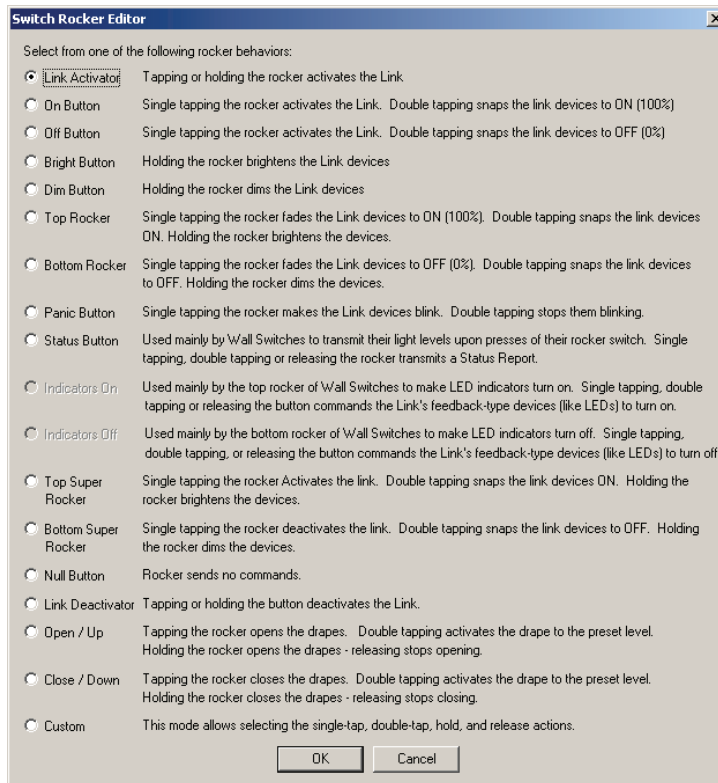 Switch Rocker Editor
Select from one of the following rocker behaviors:
Link Activator Tapping or holding the rocker activates the Link
On Button Single tapping the rocker activates the Link. Double tapping snaps the link devices to ON (100%)
Off Button Single tapping the rocker activates the Link. Double tapping snaps the link devices to OFF (0%)
Bright Button Holding the rocker brightens the Link devices
Dim Button Holding the rocker dims the Link devices
Top Rocker Single tapping the rocker fades the Link devices to ON (100%). Double tapping snaps the link devices
ON. Holding the rocker brightens the devices.
Bottom Rocker Single tapping the rocker fades the Link devices to OFF (0%). Double tapping snaps the link devices
to OFF. Holding the rocker dims the devices.
Panic Button Single tapping the rocker makes the Link devices blink. Double tapping stops them blinking.
Status Button Used mainly by Wall Switches to transmit their light levels upon presses of their rocker switch. Single
tapping, double tapping or releasing the rocker transmits a Status Report.
Indicators On Used mainly by the top rocker of Wall Switches to make LED indicators turn on. Single tapping, double
tapping or releasing the button commands the Link's feedback-type devices (like LEDs) to turn on.
Indicators Off Used mainly by the bottom rocker of Wall Switches to make LED indicators turn off. Single tapping,
double tapping, or releasing the button commands the Link's feedback-type devices (like LEDs) to turn off
Top Super Single tapping the rocker Activates the link. Double tapping snaps the link devices ON. Holding the
Rocker rocker brightens the devices.
Bottom Super Single tapping the rocker deactivates the link. Double tapping snaps the link devices to OFF. Holding
Rocker the rocker dims the devices.
Null Button Rocker sends no commands.
Link Deactivator Tapping or holding the button deactivates the Link.
Open / Up Tapping the rocker opens the drapes. Double tapping activates the drape to the preset level.
Holding the rocker opens the drapes - releasing stops opening.
Close / Down Tapping the rocker closes the drapes. Double tapping activates the drape to the preset level.
Holding the rocker closes the drapes - releasing stops closing.
Custom This mode allows selecting the single-tap, double-tap, hold, and release actions.
OK Cancel